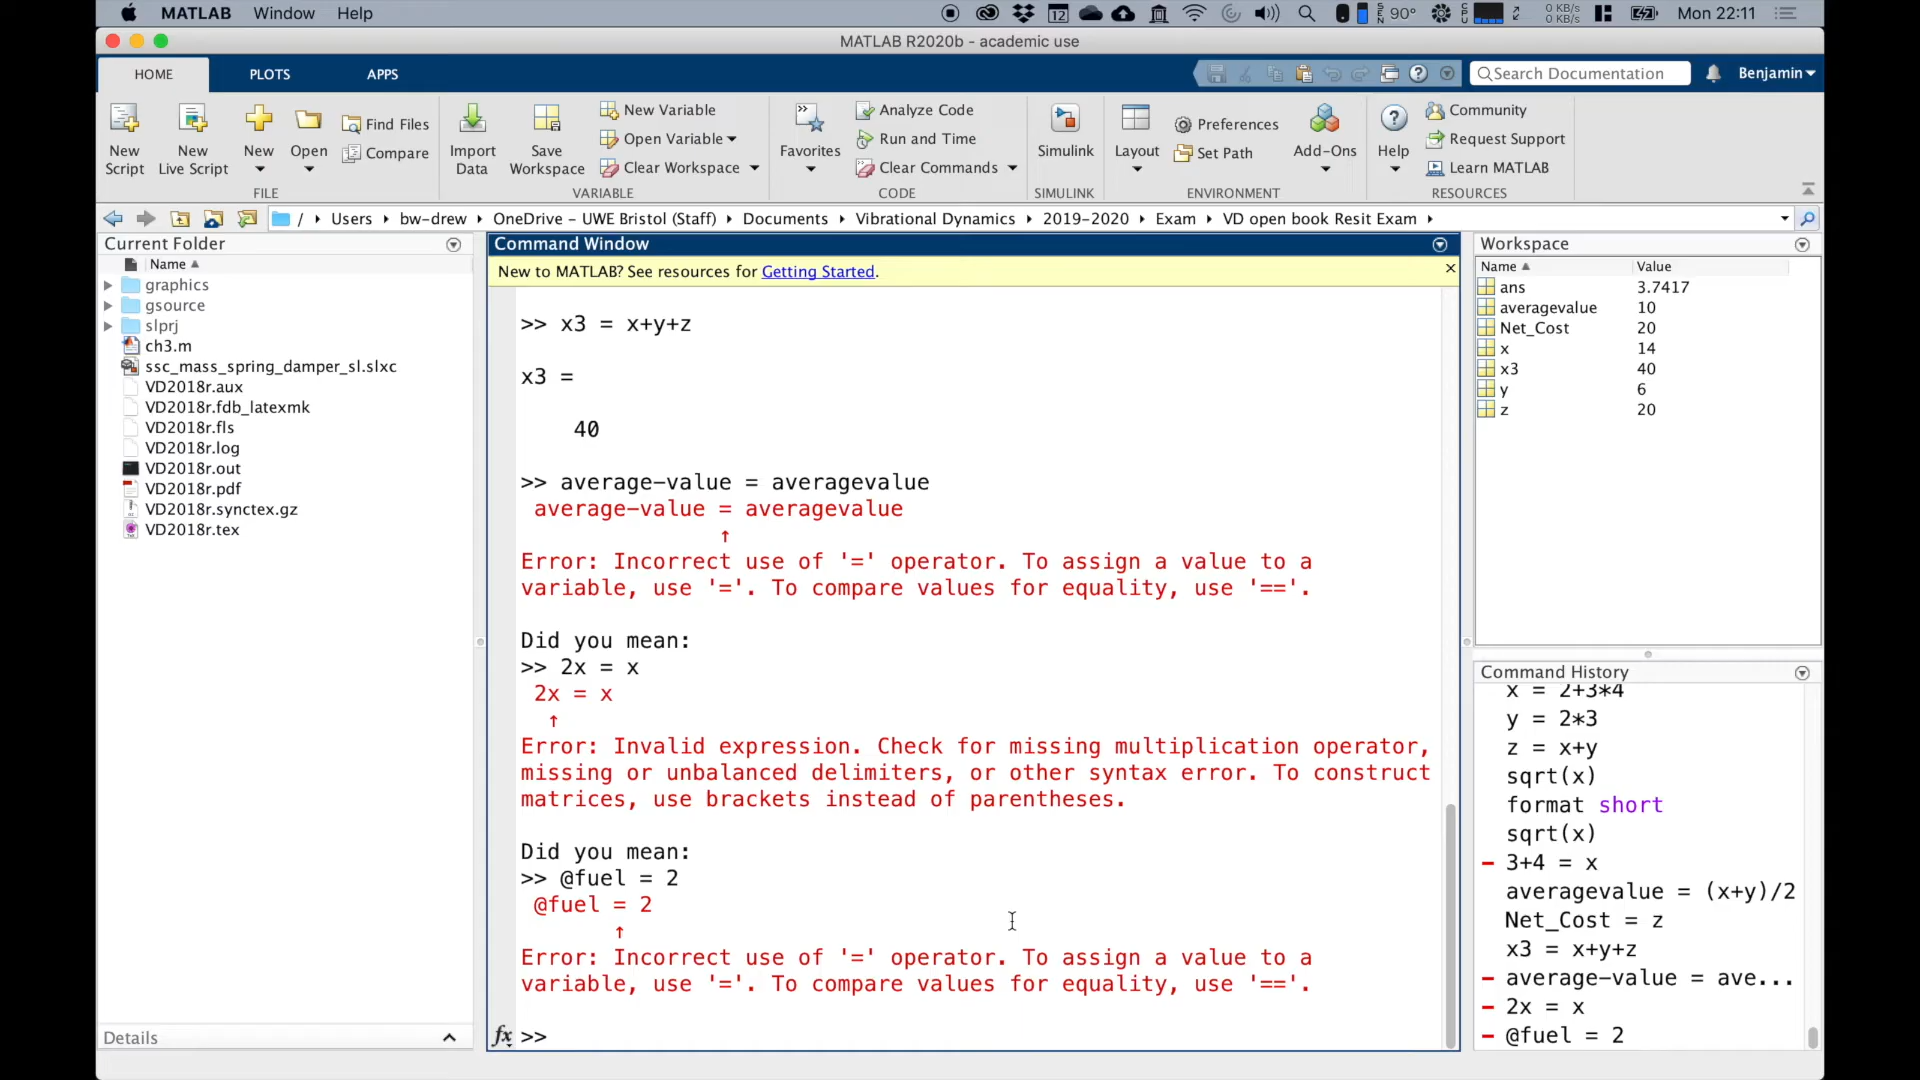 MATLAB Window Help
12
SEN 90°
CPU
0 KB/s
0 KB/s
Mon 22:11
MATLAB R2020b - academic use
HOME PLOTS APPS
Search Documentation
Benjamin
New Script
New Live Script
New
Open
Find Files
Compare
FILE
Import Data
Save Workspace
New Variable
Open Variable
Clear Workspace
VARIABLE
Favorites
Analyze Code
Run and Time
Clear Commands
CODE
Simulink
SIMULINK
Layout
Preferences
Set Path
Add-Ons
ENVIRONMENT
Help
Community
Request Support
Learn MATLAB
RESOURCES
/ Users bw-drew OneDrive - UWE Bristol (Staff) Documents Vibrational Dynamics 2019-2020 Exam VD open book Resit Exam
Current Folder
Name
graphics
gsource
slprj
ch3.m
ssc_mass_spring_damper_sl.slxc
VD2018r.aux
VD2018r.fdb_latexmk
VD2018r.fls
VD2018r.log
VD2018r.out
VD2018r.pdf
VD2018r.synctex.gz
VD2018r.tex
Details
Command Window
New to MATLAB? See resources for Getting Started.
>> x3 = x+y+z
x3 =
40
>> average-value = averagevalue
average-value = averagevalue
↑
Error: Incorrect use of '=' operator. To assign a value to a
variable, use '='. To compare values for equality, use '=='.
Did you mean:
>> 2x = x
2x = x
↑
Error: Invalid expression. Check for missing multiplication operator,
missing or unbalanced delimiters, or other syntax error. To construct
matrices, use brackets instead of parentheses.
Did you mean:
>> @fuel = 2
@fuel = 2
↑
Error: Incorrect use of '=' operator. To assign a value to a
variable, use '='. To compare values for equality, use '=='.
fx >>
Workspace
Name Value
ans 3.7417
averagevalue 10
Net_Cost 20
x 14
x3 40
y 6
z 20
Command History
x = 2+3*4
y = 2*3
z = x+y
sqrt(x)
format short
sqrt(x)
3+4 = x
averagevalue = (x+y)/2
Net_Cost = z
x3 = x+y+z
average-value = ave...
2x = x
@fuel = 2